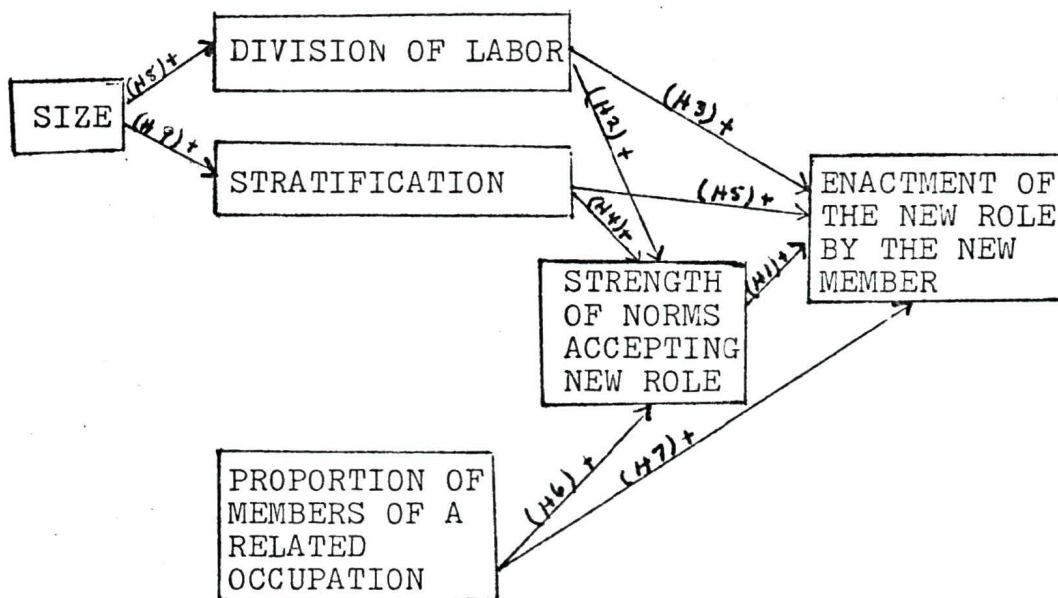 DIVISION OF LABOR
(H8)+
(H3)+
(H2)+
SIZE
(H9)+
STRATIFICATION
(H5)+
(H4)+
ENACTMENT OF
THE NEW ROLE
BY THE NEW
MEMBER
(H1)+
STRENGTH
OF NORMS
ACCEPTING
NEW ROLE
(H6)+
(H7)+
PROPORTION OF
MEMBERS OF A
RELATED
OCCUPATION